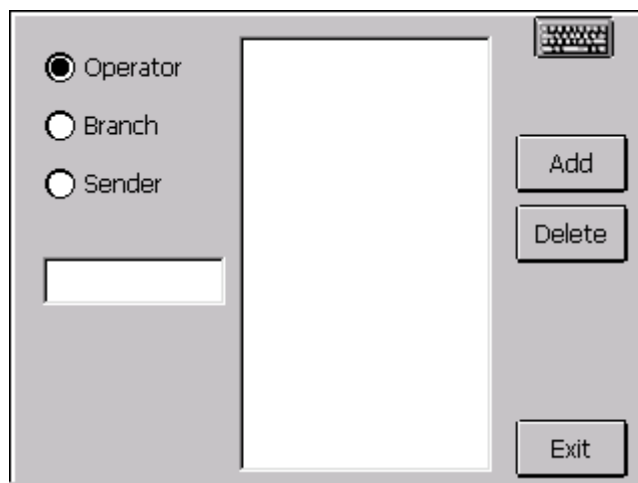 Operator
Branch
Sender
Add
Delete
Exit